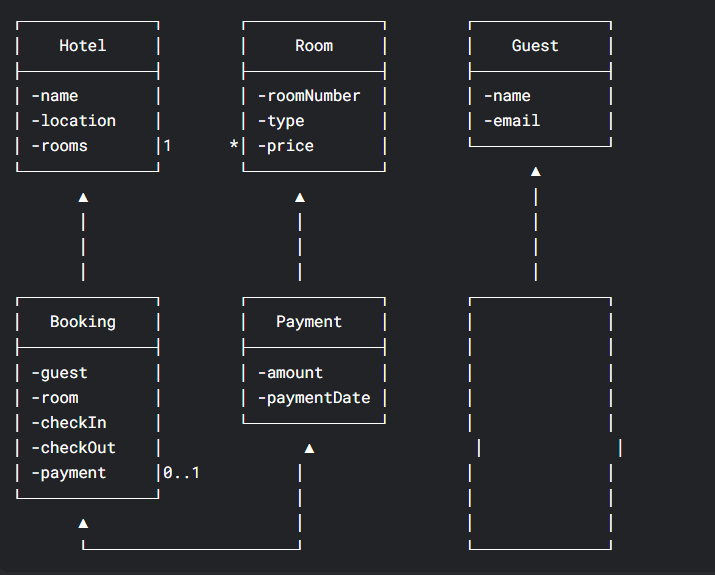 Hotel Room Guest
-name -roomNumber -name
-location -type -email
-rooms 1 * -price
Booking Payment
-guest -amount
-room -paymentDate
-checkIn
-checkOut
-payment 0..1